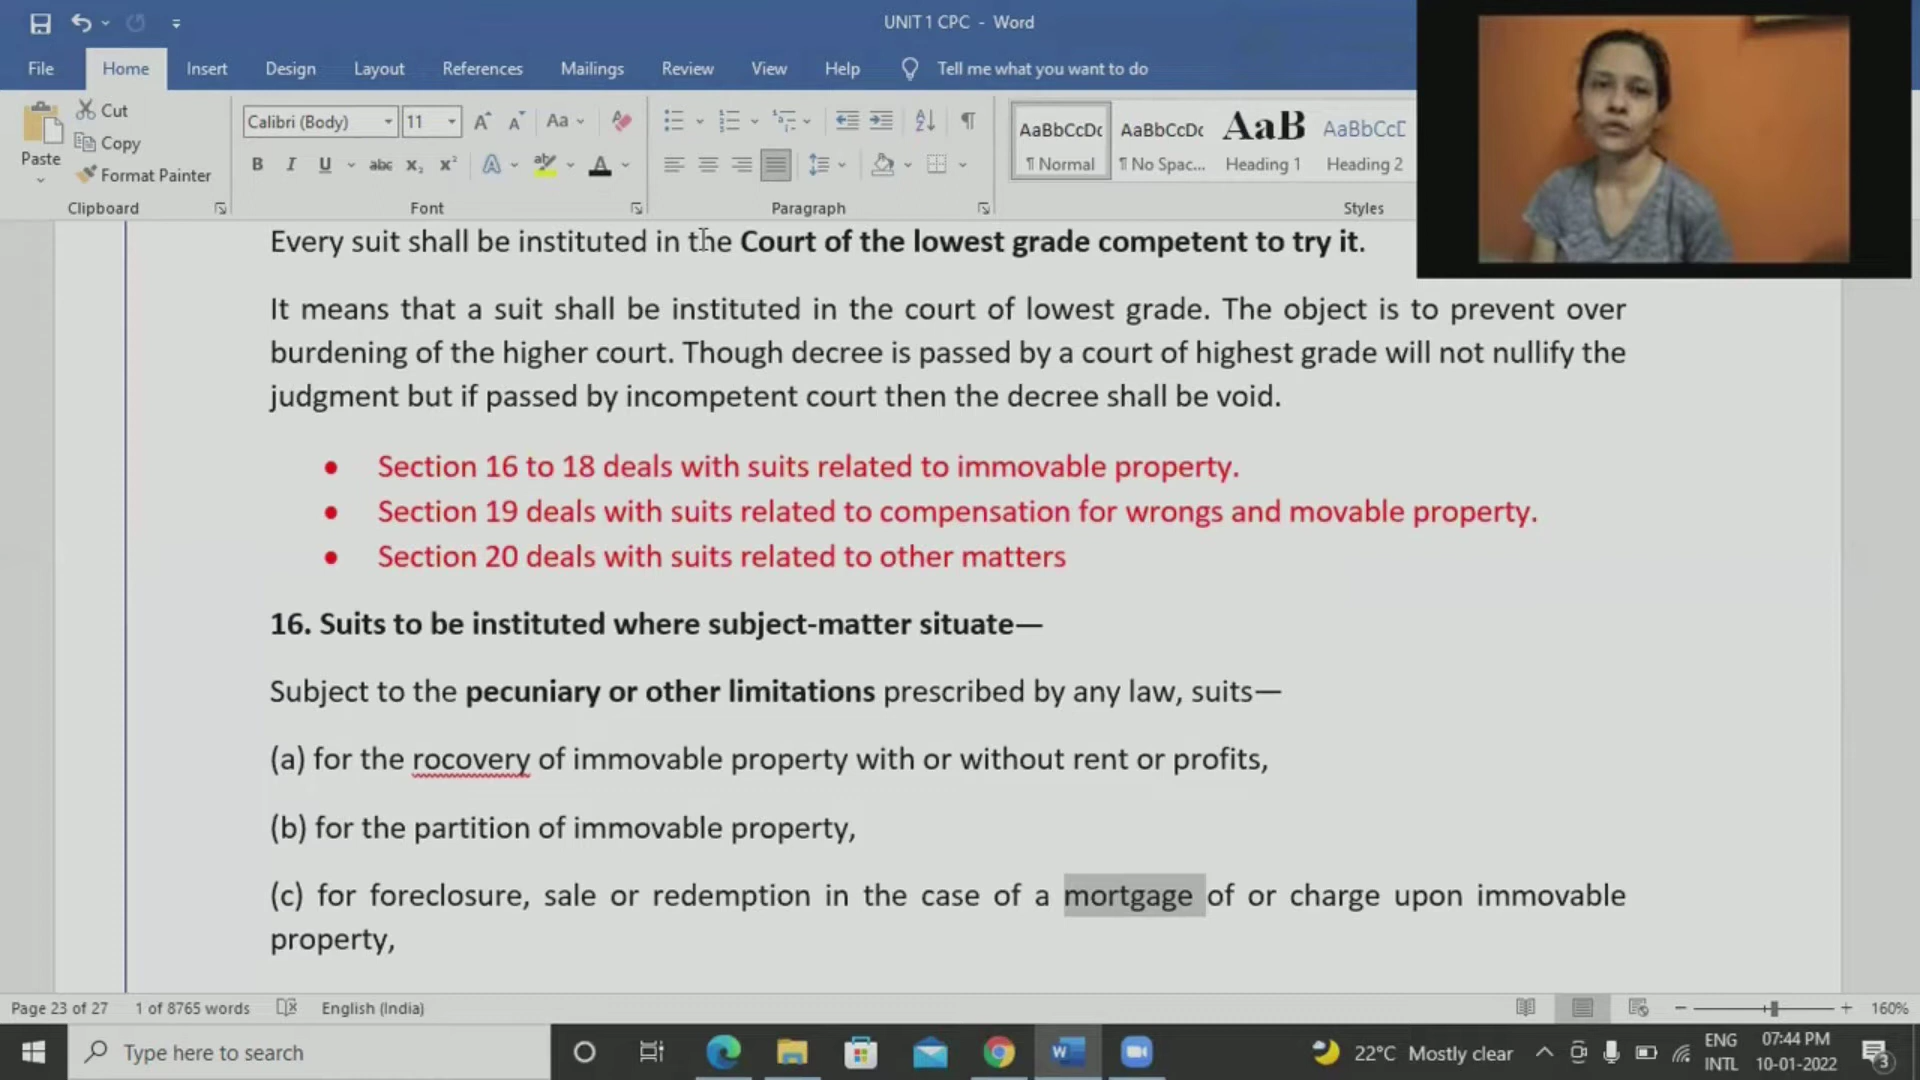 UNIT 1 CPC - Word
File Home Insert Design Layout References Mailings Review View Help Tell me what you want to do
Paste
Cut
Copy
Format Painter
Clipboard
Calibri (Body) 11 Aa
B I U abc x₂ x² A ab A
Font
Paragraph
AaBbCcDc AaBbCcDc AaB AaBbCcD
¶ Normal ¶ No Spac... Heading 1 Heading 2
Styles
Every suit shall be instituted in the Court of the lowest grade competent to try it.
It means that a suit shall be instituted in the court of lowest grade. The object is to prevent over
burdening of the higher court. Though decree is passed by a court of highest grade will not nullify the
judgment but if passed by incompetent court then the decree shall be void.
• Section 16 to 18 deals with suits related to immovable property.
• Section 19 deals with suits related to compensation for wrongs and movable property.
• Section 20 deals with suits related to other matters
16. Suits to be instituted where subject-matter situate—
Subject to the pecuniary or other limitations prescribed by any law, suits—
(a) for the rocovery of immovable property with or without rent or profits,
(b) for the partition of immovable property,
(c) for foreclosure, sale or redemption in the case of a mortgage of or charge upon immovable
property,
Page 23 of 27 1 of 8765 words English (India) 160%
Type here to search
22°C Mostly clear
ENG
INTL
07:44 PM
10-01-2022
3